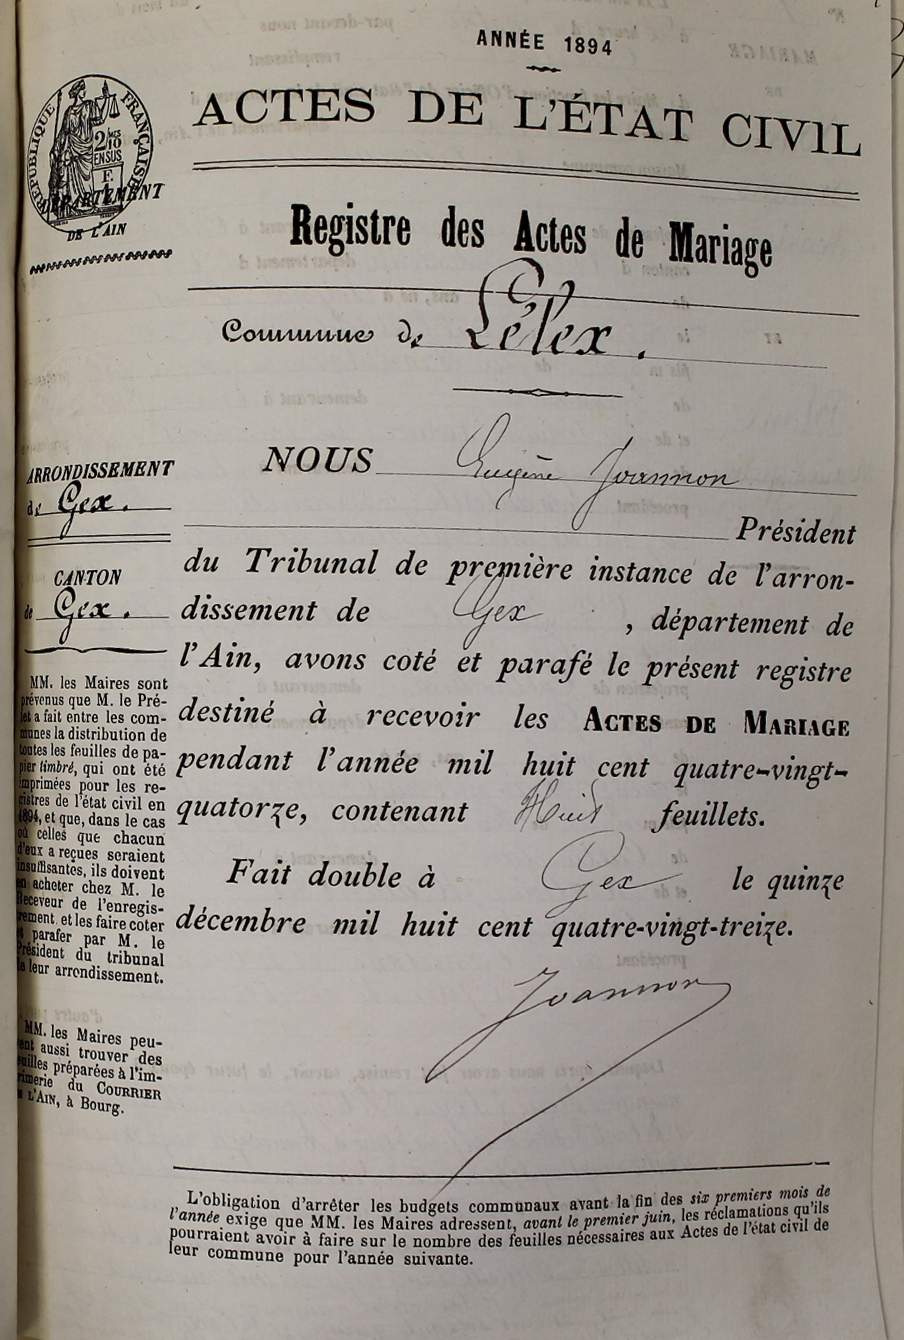 ANNÉE 1894
ACTES DE L'ÉTAT CIVIL
RÉPUBLIQUE FRANÇAISE
2/10
EN SUS
DÉPARTEMENT
DE L'AIN
Registre des Actes de Mariage
Commune de Lélex.
ARRONDISSEMENT
de Gex.
CANTON
de Gex.
MM. les Maires sont
prévenus que M. le Pré-
fet a fait entre les com-
munes la distribution de
toutes les feuilles de pa-
pier timbré, qui ont été
imprimées pour les re-
gistres de l'état civil en
1894, et que, dans le cas
où celles que chacun
d'eux a reçues seraient
insuffisantes, ils doivent
en acheter chez M. le
Receveur de l'enregis-
trement, et les faire coter
et parafer par M. le
Président du tribunal
de leur arrondissement.
MM. les Maires peu-
vent aussi trouver des
feuilles préparées à l'im-
primerie du COURRIER
DE L'AIN, à Bourg.
NOUS Eugène Joannon
Président
du Tribunal de première instance de l'arron-
dissement de Gex, département de
l'Ain, avons coté et parafé le présent registre
destiné à recevoir les ACTES DE MARIAGE
pendant l'année mil huit cent quatre-vingt-
quatorze, contenant Huit feuillets.
Fait double à Gex le quinze
décembre mil huit cent quatre-vingt-treize.
Joannon
L'obligation d'arrêter les budgets communaux avant la fin des six premiers mois de
l'année exige que MM. les Maires adressent, avant le premier juin, les réclamations qu'ils
pourraient avoir à faire sur le nombre des feuilles nécessaires aux Actes de l'état civil de
leur commune pour l'année suivante.